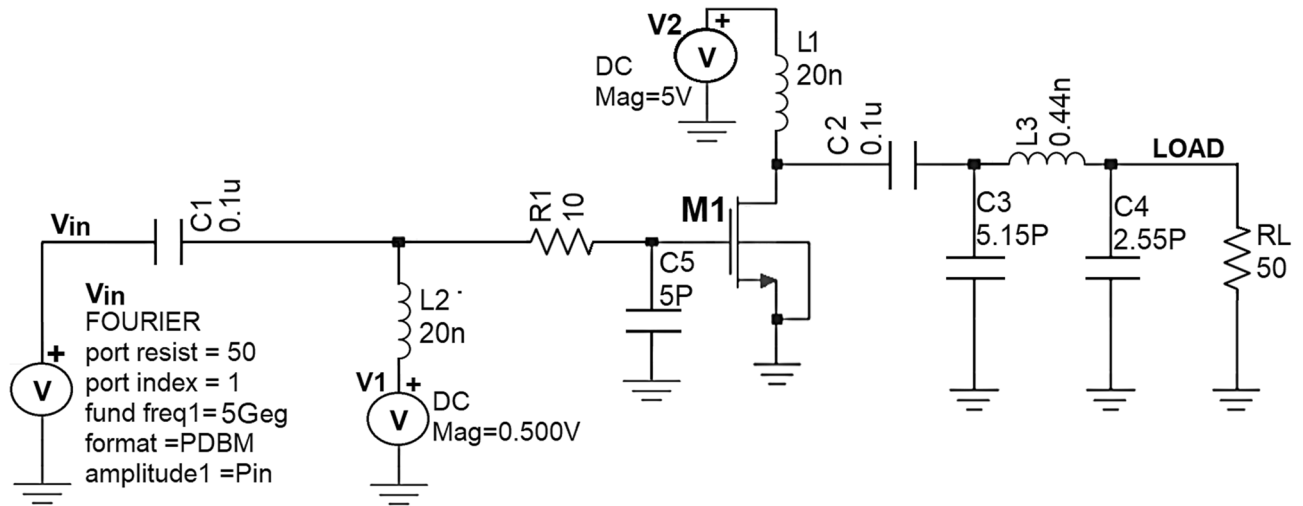 V2
+
V
DC
Mag=5V
L1
20n
C2
0.1u
L3
0.44n
LOAD
C1
0.1u
R1
10
M1
C3
5.15P
C4
2.55P
RL
50
Vin
C5
5P
Vin
FOURIER
port resist = 50
port index = 1
fund freq1=5Geg
format =PDBM
amplitude1 =Pin
+
V
L2
20n
V1
+
V
DC
Mag=0.500V